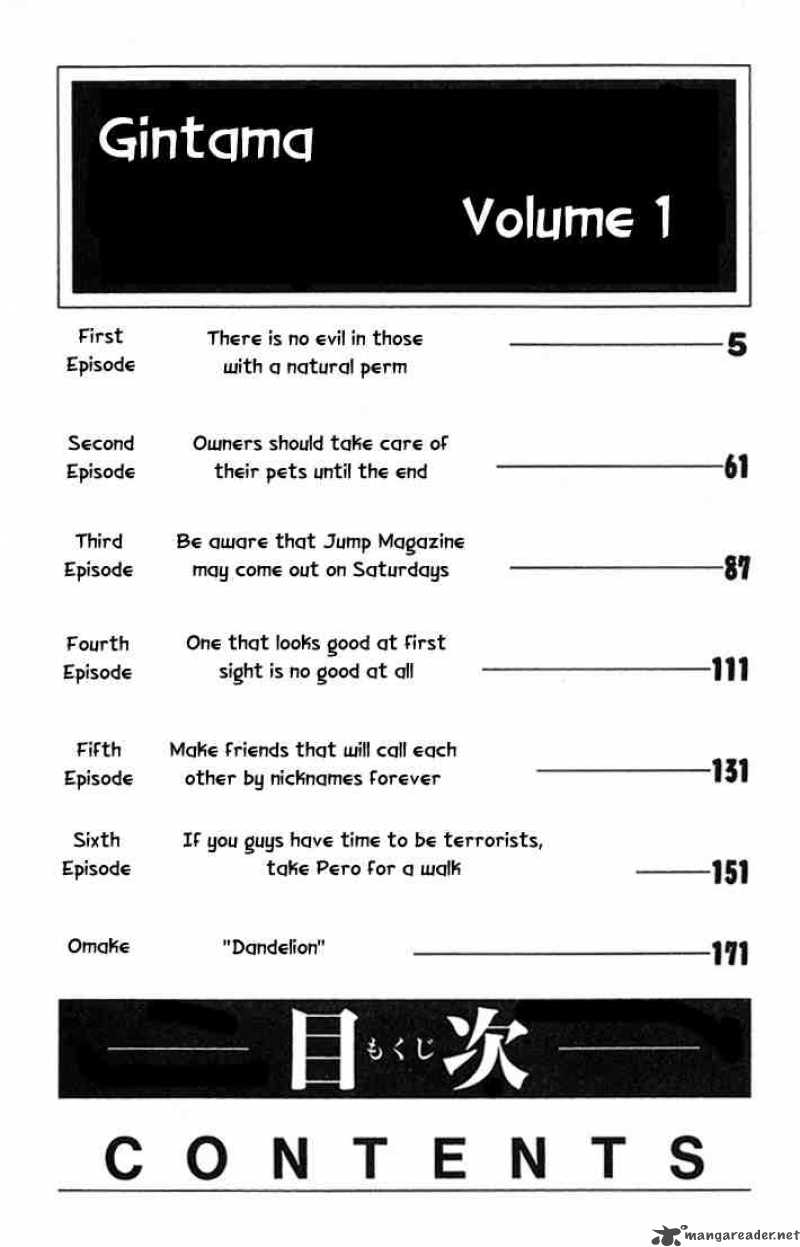 Gintama
Volume 1
First There is no evil in those 5
Episode with a natural perm
Second Owners should take care of
Episode their pets until the end 61
Third Be aware that Jump Magazine
Episode may come out on Saturdays 87
Fourth One that looks good at first
Episode sight is no good at all 111
Fifth Make friends that will call each
Episode other by nicknames forever 131
Sixth If you guys have time to be terrorists,
Episode take Pero for a walk 151
Omake "Dandelion" 171
目もくじ次
CONTENTS
mangareader.net